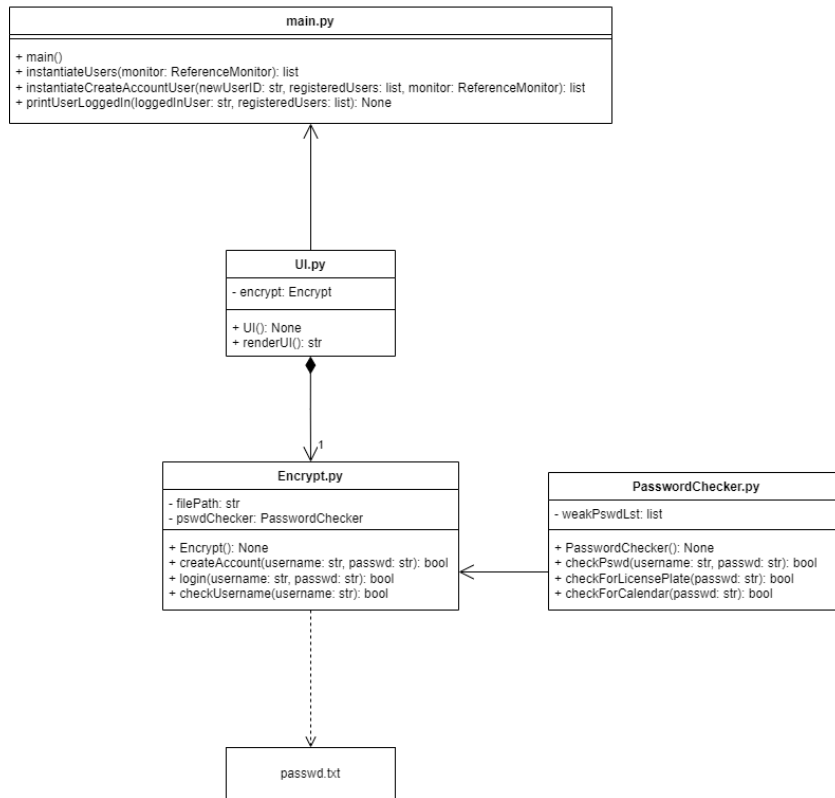 main.py
+ main()
+ instantiateUsers(monitor: ReferenceMonitor): list
+ instantiateCreateAccountUser(newUserID: str, registeredUsers: list, monitor: ReferenceMonitor): list
+ printUserLoggedIn(loggedInUser: str, registeredUsers: list): None
UI.py
- encrypt: Encrypt
+ UI(): None
+ renderUI(): str
1
Encrypt.py
- filePath: str
- pswdChecker: PasswordChecker
+ Encrypt(): None
+ createAccount(username: str, passwd: str): bool
+ login(username: str, passwd: str): bool
+ checkUsername(username: str): bool
PasswordChecker.py
- weakPswdLst: list
+ PasswordChecker(): None
+ checkPswd(username: str, passwd: str): bool
+ checkForLicensePlate(passwd: str): bool
+ checkForCalendar(passwd: str): bool
passwd.txt